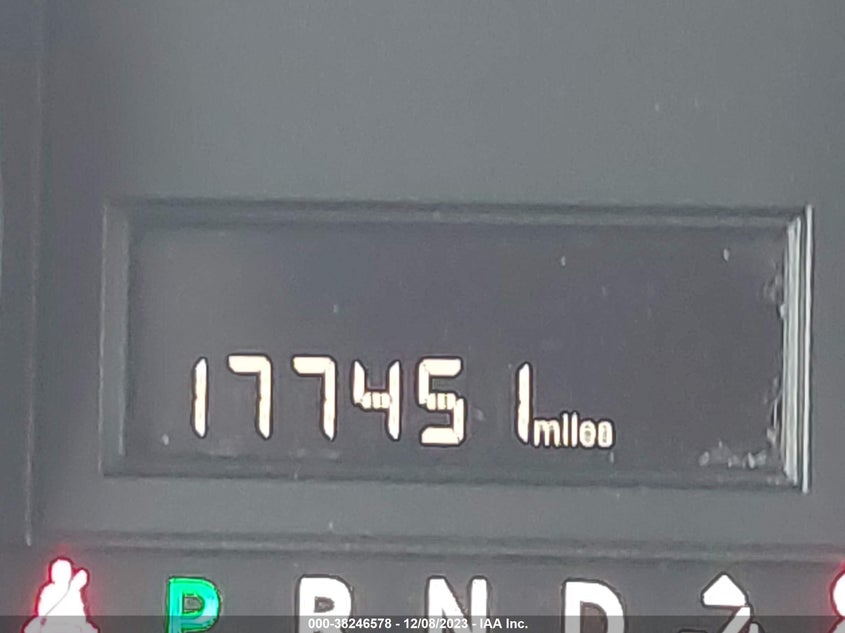 177451 miles
P R N D
000-38246578 - 12/08/2023 - IAA Inc.